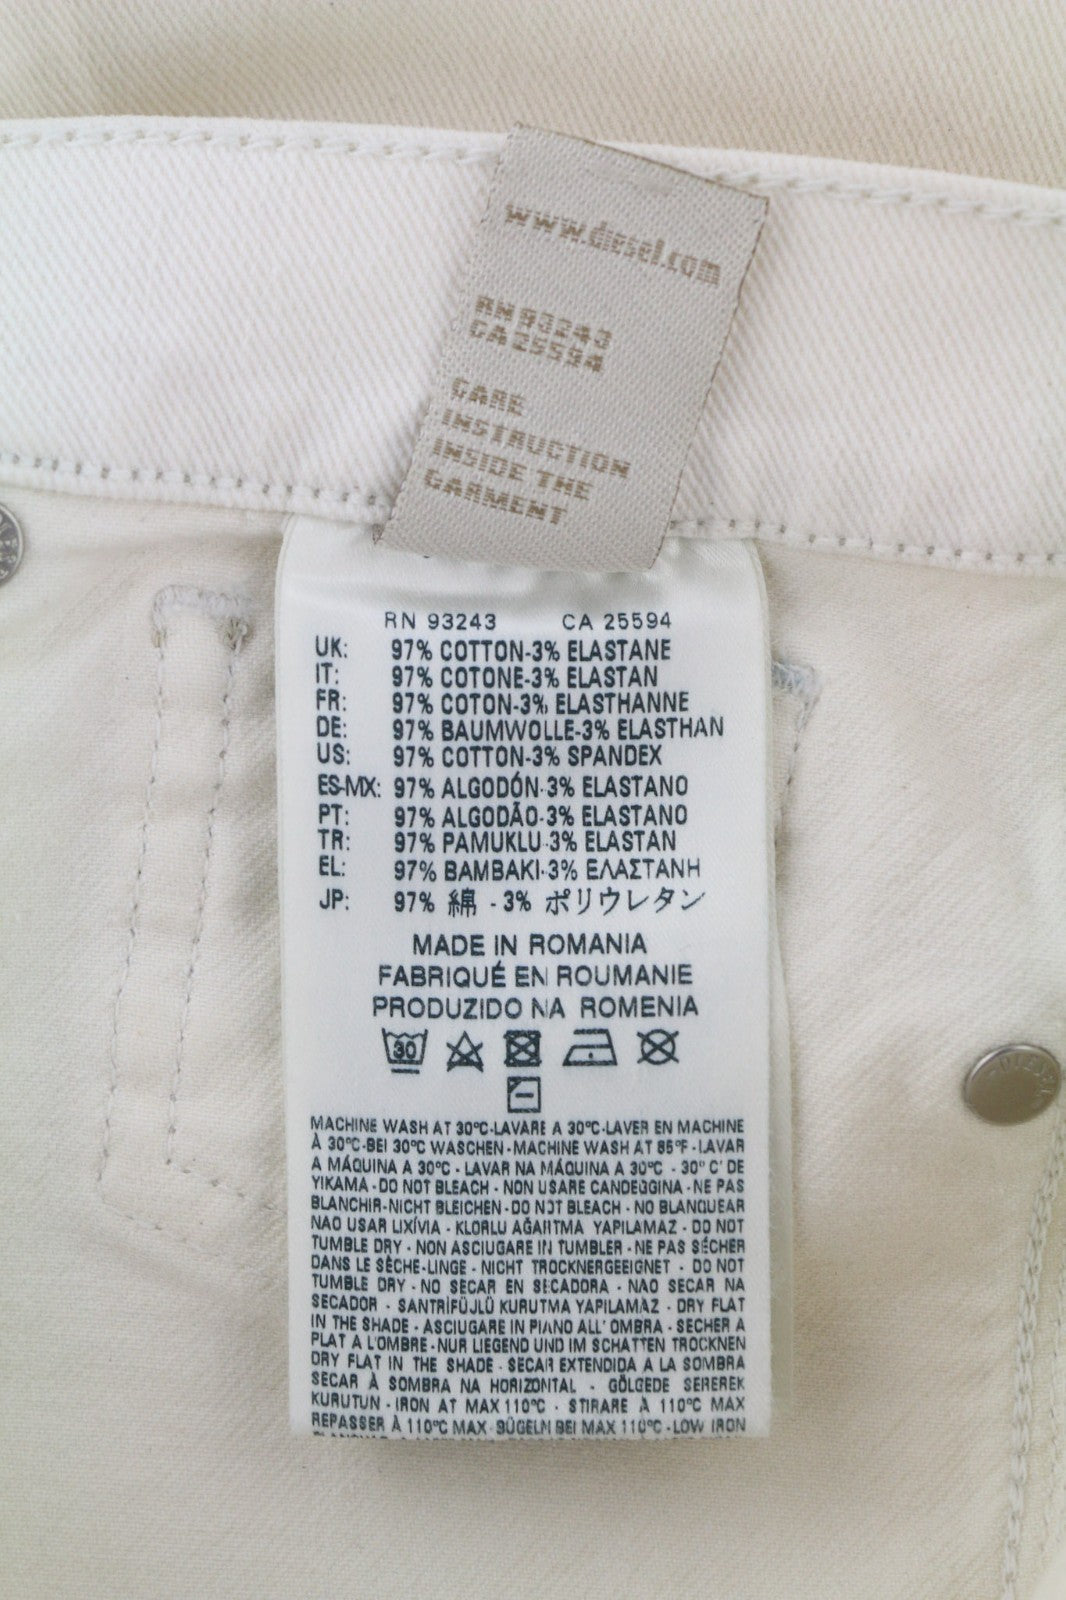 www.diesel.com
RN 93243
CA 25594
CARE
INSTRUCTION
INSIDE THE
GARMENT
RN 93243 CA 25594
UK: 97% COTTON-3% ELASTANE
IT: 97% COTONE-3% ELASTAN
FR: 97% COTON-3% ELASTHANNE
DE: 97% BAUMWOLLE-3% ELASTHAN
US: 97% COTTON-3% SPANDEX
ES-MX: 97% ALGODÓN-3% ELASTANO
PT: 97% ALGODÃO-3% ELASTANO
TR: 97% PAMUKLU-3% ELASTAN
EL: 97% ΒΑΜΒΑΚΙ-3% ΕΛΑΣΤΑΝΗ
JP: 97% 綿 - 3% ポリウレタン
MADE IN ROMANIA
FABRIQUÉ EN ROUMANIE
PRODUZIDO NA ROMENIA
30
MACHINE WASH AT 30°C-LAVARE A 30°C-LAVER EN MACHINE
À 30°C-BEI 30°C WASCHEN-MACHINE WASH AT 85°F-LAVAR
A MÁQUINA A 30°C - LAVAR NA MÁQUINA A 30°C - 30°C' DE
YIKAMA-DO NOT BLEACH - NON USARE CANDEGGINA-NE PAS
BLANCHIR-NICHT BLEICHEN-DO NOT BLEACH - NO BLANQUEAR
NAO USAR LIXÍVIA - KLORLU AĞARTMA YAPILAMAZ - DO NOT
TUMBLE DRY - NON ASCIUGARE IN TUMBLER - NE PAS SÉCHER
DANS LE SÈCHE-LINGE - NICHT TROCKNERGEEIGNET - DO NOT
TUMBLE DRY - NO SECAR EN SECADORA - NAO SECAR NA
SECADOR - SANTRİFÜJLÜ KURUTMA YAPILAMAZ - DRY FLAT
IN THE SHADE - ASCIUGARE IN PIANO ALL' OMBRA - SECHER A
PLAT A L'OMBRE-NUR LIEGEND UND IM SCHATTEN TROCKNEN
DRY FLAT IN THE SHADE - SECAR EXTENDIDA A LA SOMBRA
SECAR À SOMBRA NA HORIZONTAL - GÖLGEDE SEREREK
KURUTUN - IRON AT MAX 110°C - STIRARE À 110°C MAX
REPASSER À 110°C MAX-BÜGELN BEI MAX 110°C -LOW IRON
DIESEL